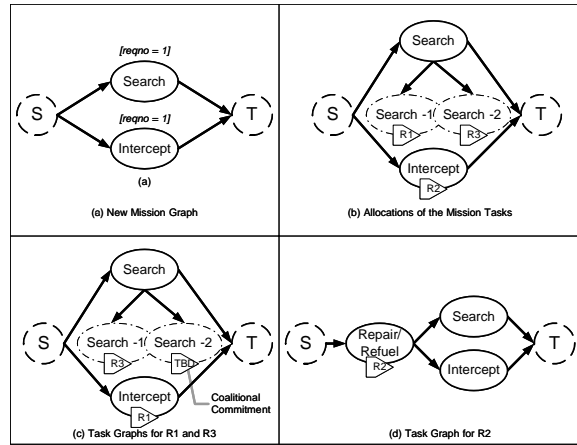 [reqno = 1]
Search
S
T
[reqno = 1]
Intercept
(a)
(a) New Mission Graph
Search
S
T
Search -1
Search -2
R1
R3
Intercept
R2
(b) Allocations of the Mission Tasks
Search
S
T
Search -1
Search -2
R3
TBD
Intercept
R1
Coalitional
Commitment
(c) Task Graphs for R1 and R3
S
Repair/
Refuel
R2
Search
Intercept
T
(d) Task Graph for R2